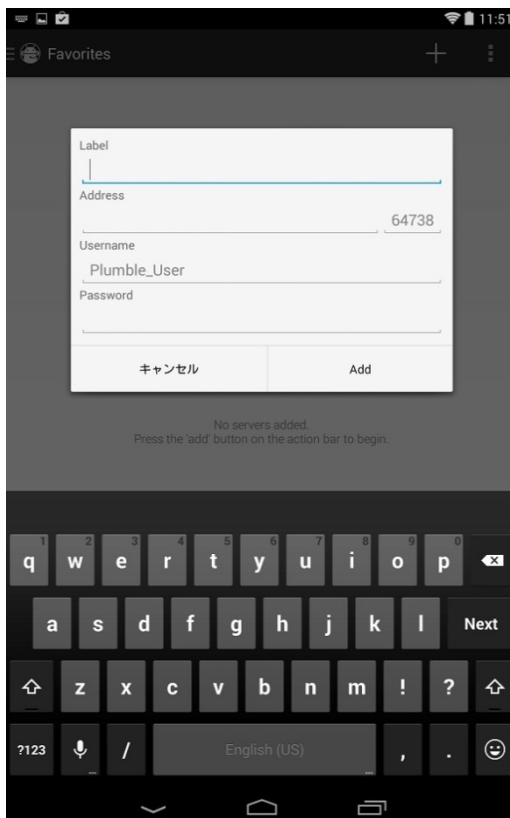 11:51
Favorites
Label
Address
64738
Username
Plumble_User
Password
キャンセル Add
No servers added.
Press the 'add' button on the action bar to begin.
1 2 3 4 5 6 7 8 9 0
q w e r t y u i o p
a s d f g h j k l Next
z x c v b n m ! ?
?123 / English (US) , .